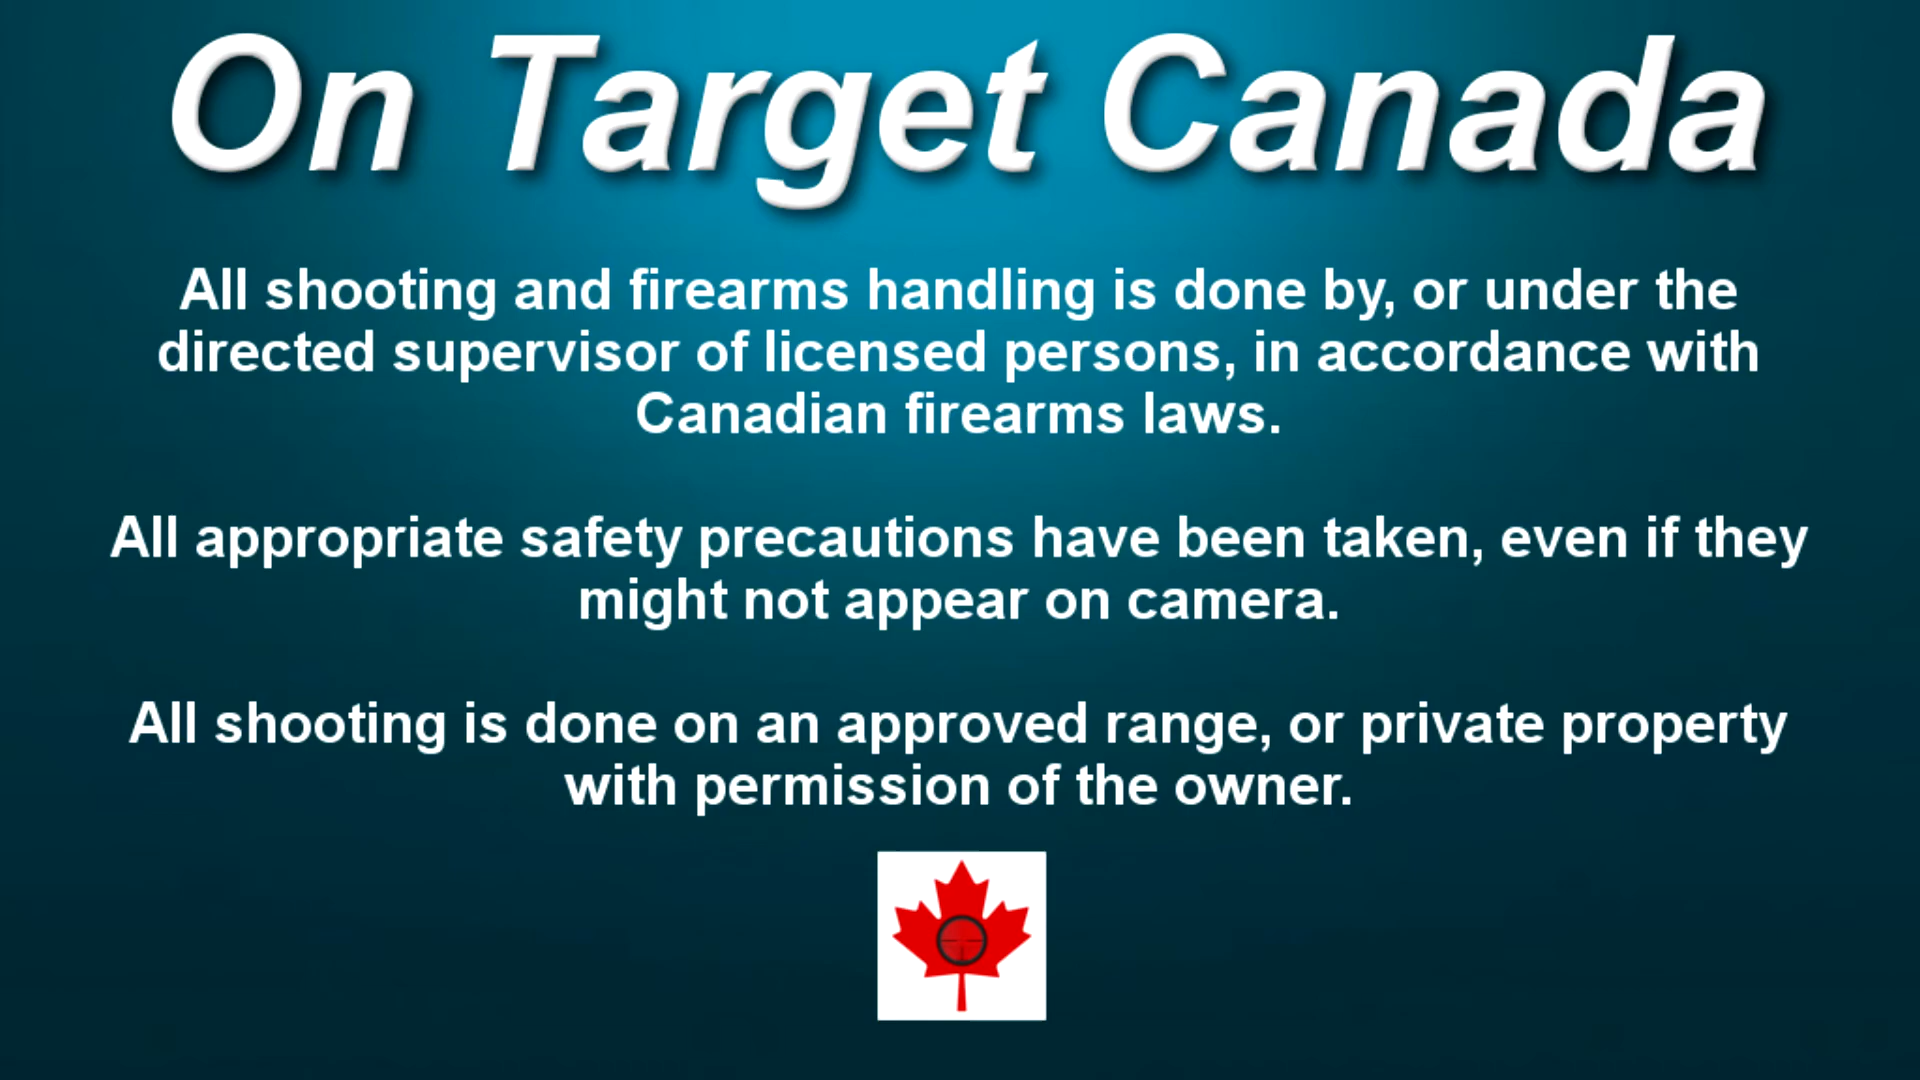 On Target Canada
All shooting and firearms handling is done by, or under the
directed supervisor of licensed persons, in accordance with
Canadian firearms laws.
All appropriate safety precautions have been taken, even if they
might not appear on camera.
All shooting is done on an approved range, or private property
with permission of the owner.